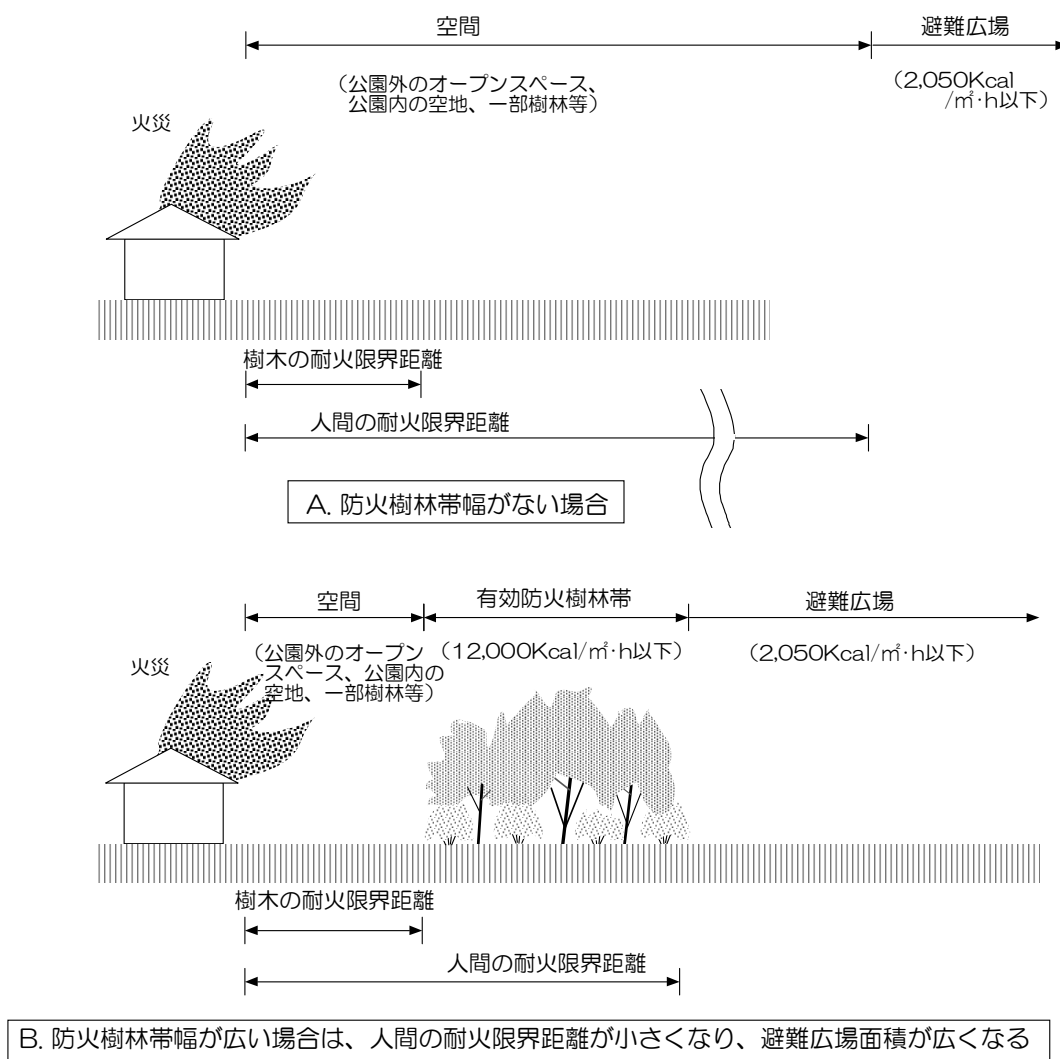 空間
避難広場
（公園外のオープンスペース、
公園内の空地、一部樹林等）
（2,050Kcal
/㎡·h以下）
火災
樹木の耐火限界距離
人間の耐火限界距離
A. 防火樹林帯幅がない場合
空間
有効防火樹林帯
避難広場
（公園外のオープン
スペース、公園内の
空地、一部樹林等）
（12,000Kcal/㎡·h以下）
（2,050Kcal/㎡·h以下）
火災
樹木の耐火限界距離
人間の耐火限界距離
B. 防火樹林帯幅が広い場合は、人間の耐火限界距離が小さくなり、避難広場面積が広くなる